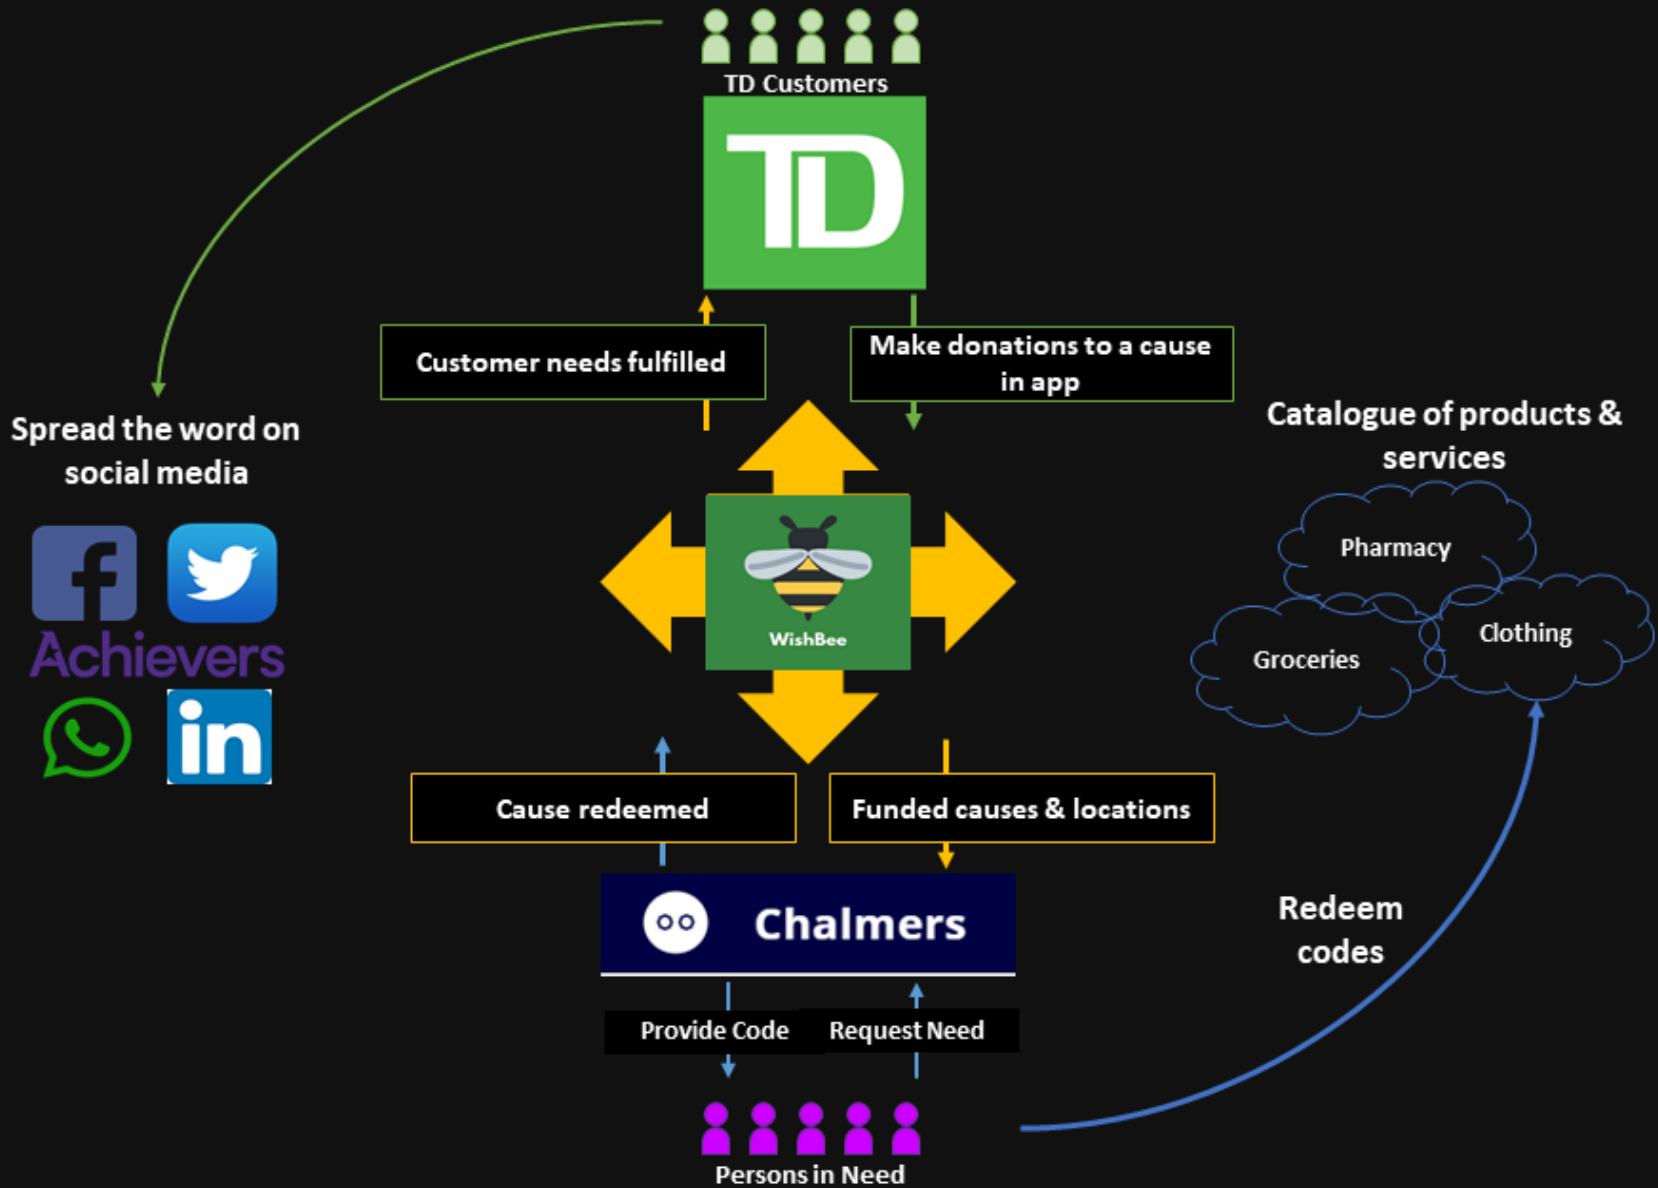 TD Customers
TD
Customer needs fulfilled
Make donations to a cause
in app
Spread the word on
social media
Catalogue of products &
services
Pharmacy
Clothing
Groceries
WishBee
f
Achievers
in
Cause redeemed
Funded causes & locations
Chalmers
Redeem
codes
Provide Code
Request Need
Persons in Need